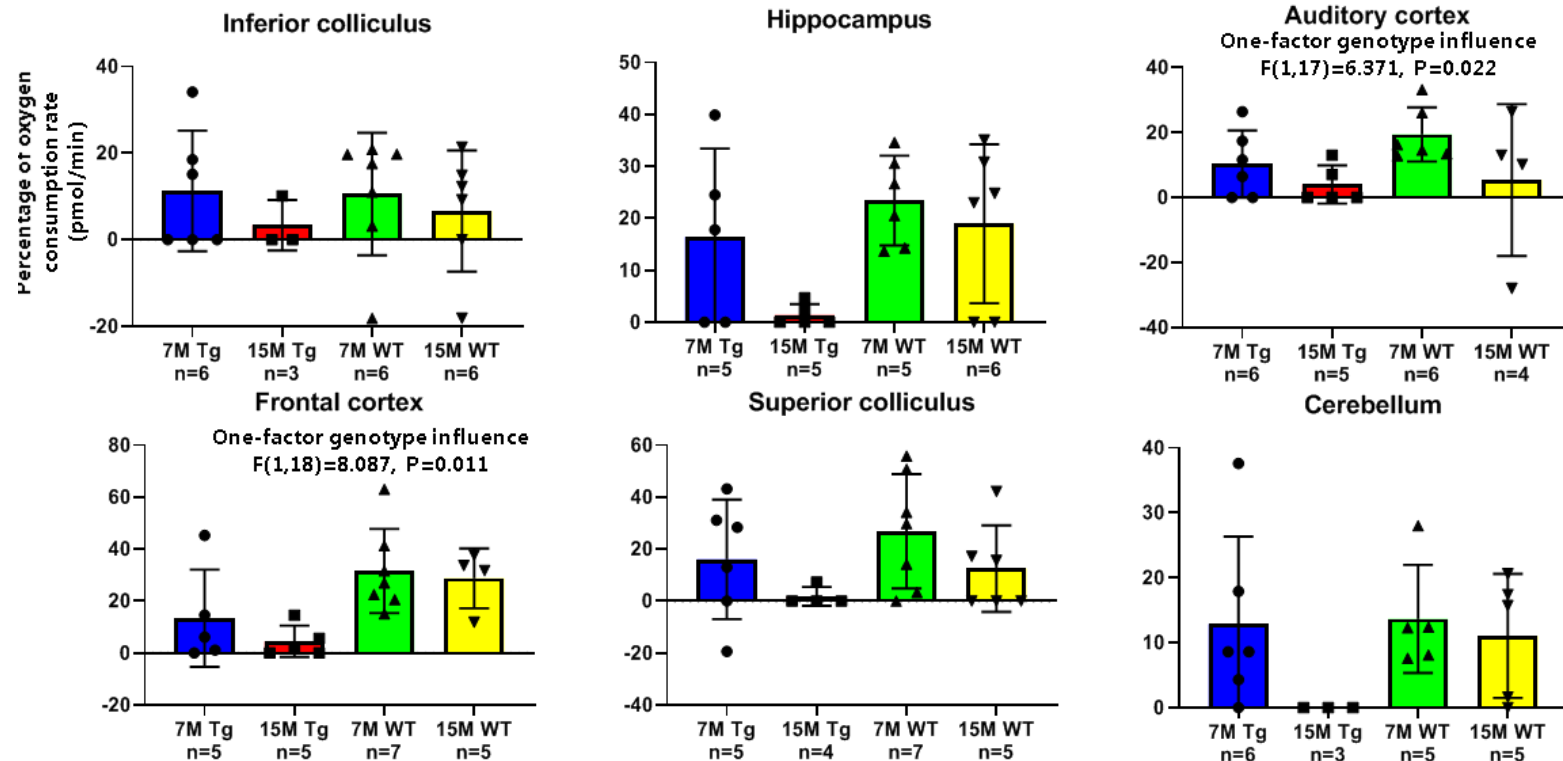 Inferior colliculus
Percentage of oxygen
consumption rate
(pmol/min)
40
20
0
-20
7M Tg 15M Tg 7M WT 15M WT
n=6 n=3 n=6 n=6
Hippocampus
50
40
30
20
10
0
7M Tg 15M Tg 7M WT 15M WT
n=5 n=5 n=5 n=6
Auditory cortex
One-factor genotype influence
F(1,17)=6.371, P=0.022
40
20
0
-20
-40
7M Tg 15M Tg 7M WT 15M WT
n=6 n=5 n=6 n=4
Frontal cortex
One-factor genotype influence
F(1,18)=8.087, P=0.011
80
60
40
20
0
-20
7M Tg 15M Tg 7M WT 15M WT
n=5 n=5 n=7 n=5
Superior colliculus
60
40
20
0
-20
-40
7M Tg 15M Tg 7M WT 15M WT
n=5 n=4 n=7 n=5
Cerebellum
40
30
20
10
0
7M Tg 15M Tg 7M WT 15M WT
n=6 n=3 n=5 n=5